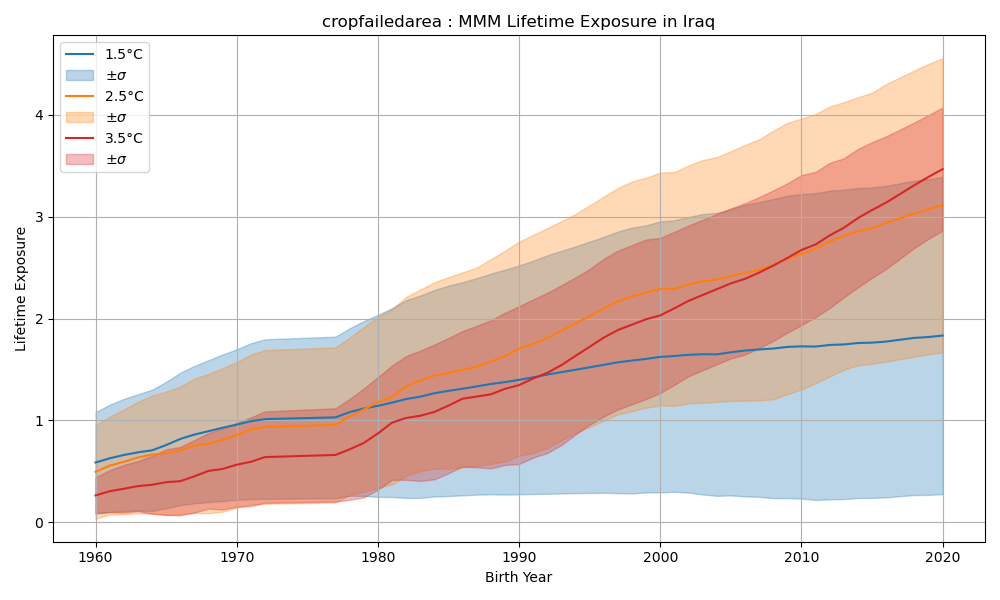 cropfailedarea : MMM Lifetime Exposure in Iraq
1.5°C
±σ
2.5°C
±σ
3.5°C
±σ
Lifetime Exposure
4
3
2
1
0
1960 1970 1980 1990 2000 2010 2020
Birth Year